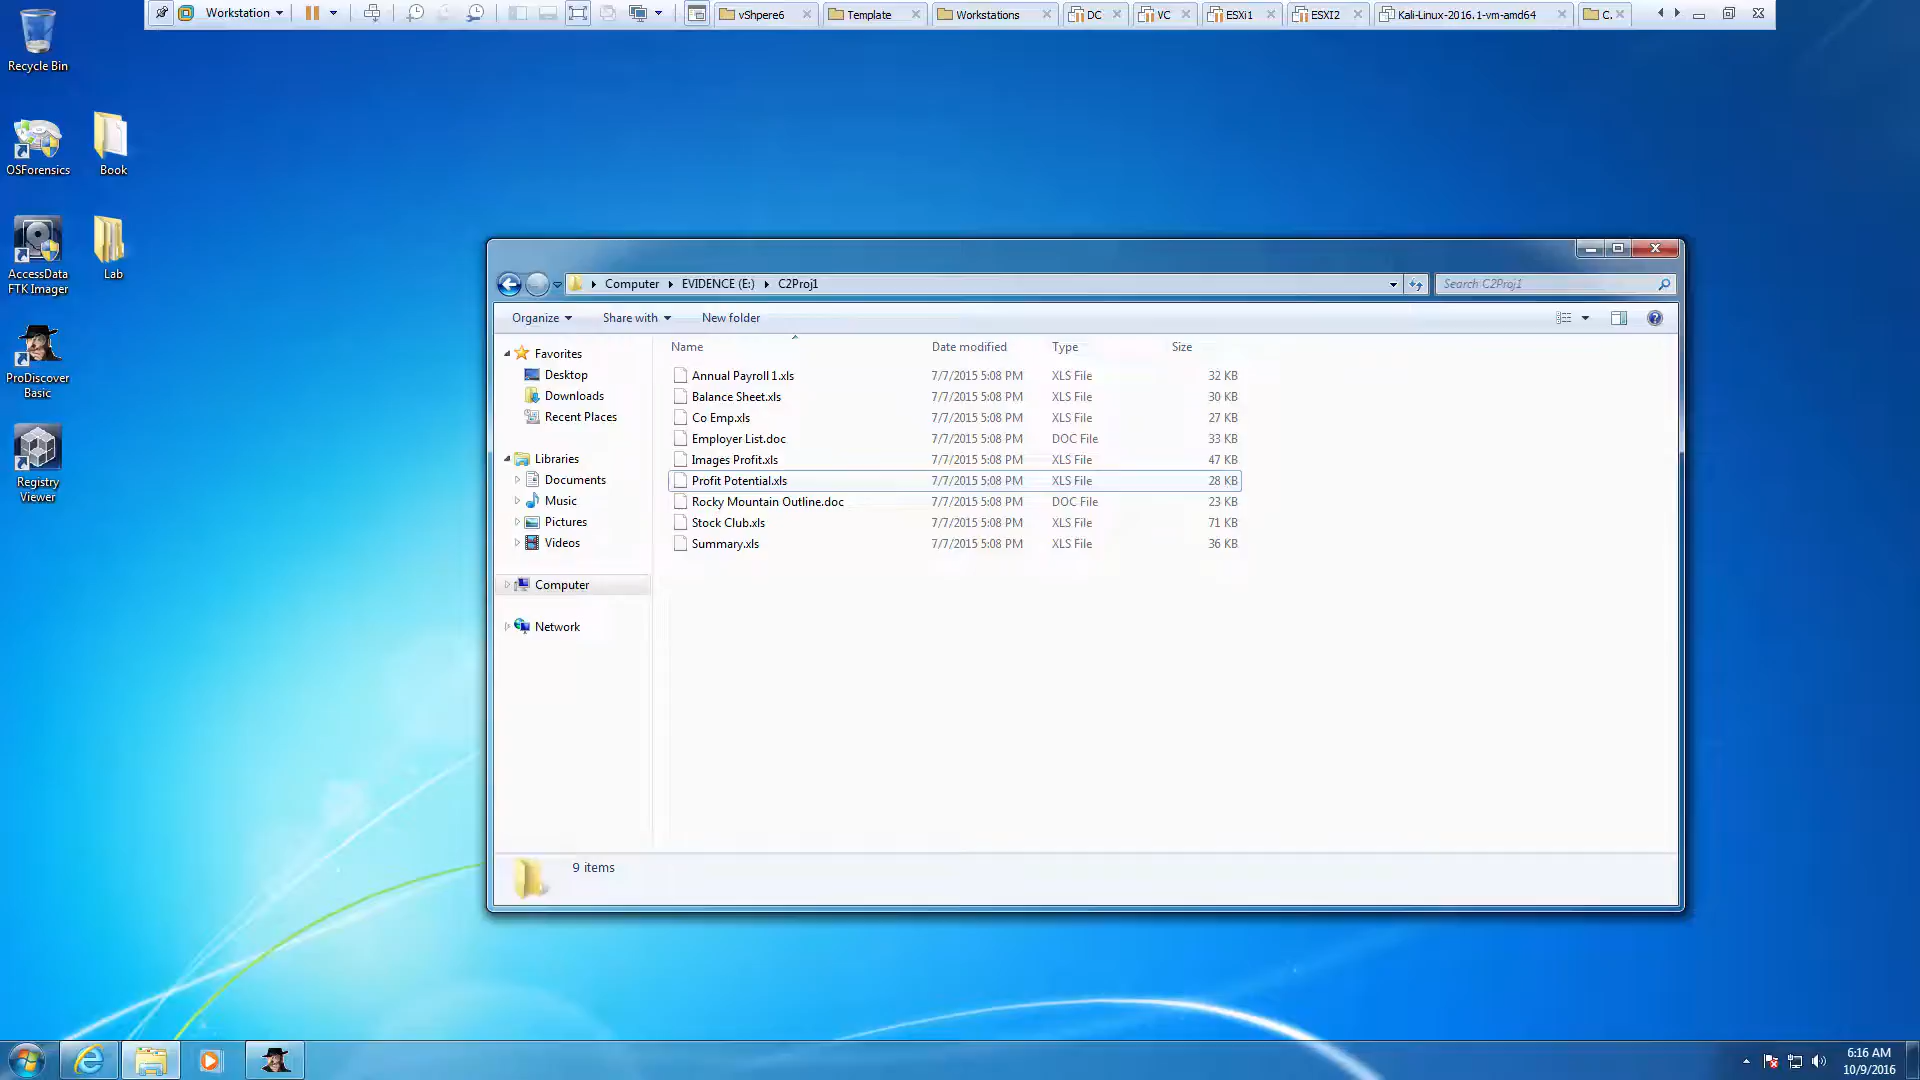 Workstation
vShpere6
Template
Workstations
DC
VC
ESXi1
ESXI2
Kali-Linux-2016.1-vm-amd64
C.
Recycle Bin
OSForensics
Book
AccessData
FTK Imager
Lab
ProDiscover
Basic
Registry
Viewer
Computer
EVIDENCE (E:)
C2Proj1
Search C2Proj1
Organize
Share with
New folder
Favorites
Desktop
Downloads
Recent Places
Libraries
Documents
Music
Pictures
Videos
Computer
Network
Name Date modified Type Size
Annual Payroll 1.xls 7/7/2015 5:08 PM XLS File 32 KB
Balance Sheet.xls 7/7/2015 5:08 PM XLS File 30 KB
Co Emp.xls 7/7/2015 5:08 PM XLS File 27 KB
Employer List.doc 7/7/2015 5:08 PM DOC File 33 KB
Images Profit.xls 7/7/2015 5:08 PM XLS File 47 KB
Profit Potential.xls 7/7/2015 5:08 PM XLS File 28 KB
Rocky Mountain Outline.doc 7/7/2015 5:08 PM DOC File 23 KB
Stock Club.xls 7/7/2015 5:08 PM XLS File 71 KB
Summary.xls 7/7/2015 5:08 PM XLS File 36 KB
9 items
6:16 AM
10/9/2016